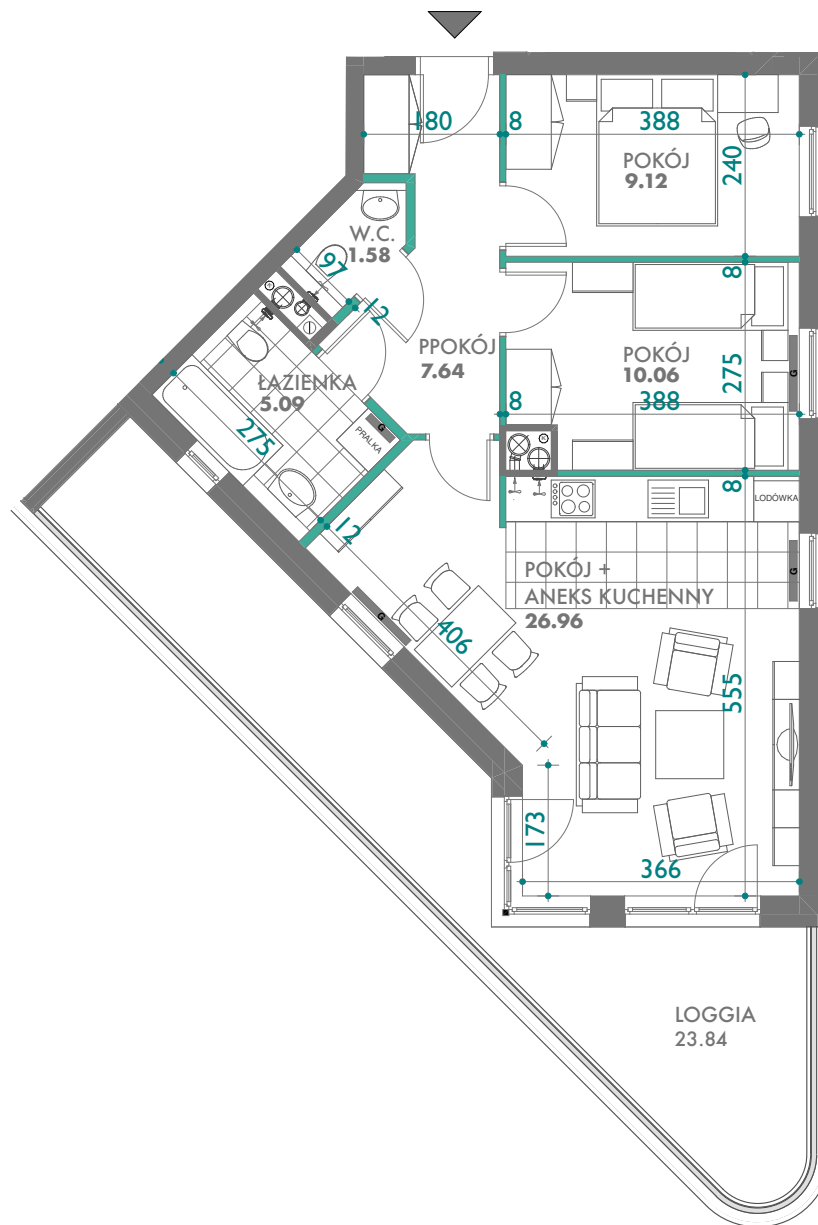 180
8
388
POKÓJ
9.12
240
W.C.
1.58
97
12
8
PPOKÓJ
7.64
POKÓJ
10.06
275
G
8
388
ŁAZIENKA
5.09
G
PRALKA
275
12
8
LODÓWKA
POKÓJ +
ANEKS KUCHENNY
26.96
G
G
406
555
173
366
LOGGIA
23.84